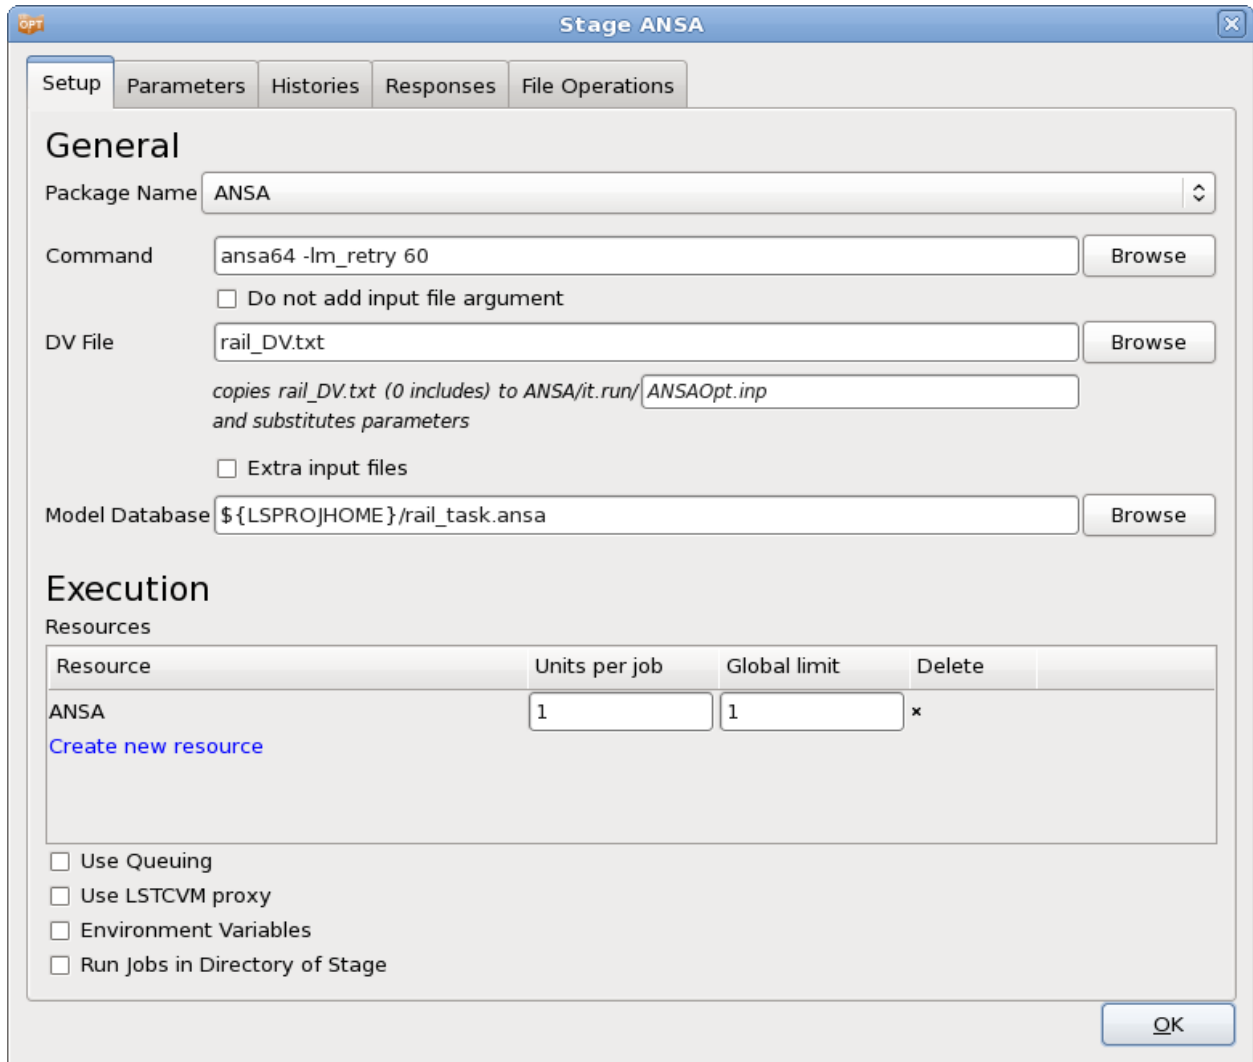 OPT Stage ANSA
Setup Parameters Histories Responses File Operations
General
Package Name ANSA
Command ansa64 -lm_retry 60 Browse
Do not add input file argument
DV File rail_DV.txt Browse
copies rail_DV.txt (0 includes) to ANSA/it.run/ ANSAOpt.inp
and substitutes parameters
Extra input files
Model Database ${LSPROJHOME}/rail_task.ansa Browse
Execution
Resources
Resource Units per job Global limit Delete
ANSA 1 1 ×
Create new resource
Use Queuing
Use LSTCVM proxy
Environment Variables
Run Jobs in Directory of Stage
OK